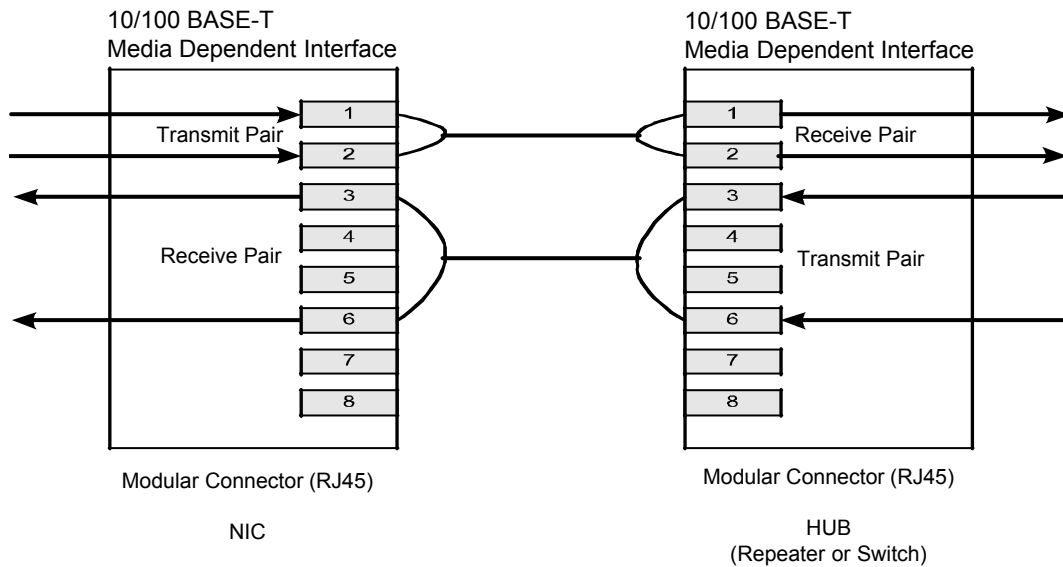 10/100 BASE-T
Media Dependent Interface
1
Transmit Pair
2
3
4
Receive Pair
5
6
7
8
Modular Connector (RJ45)
NIC
10/100 BASE-T
Media Dependent Interface
1
Receive Pair
2
3
4
Transmit Pair
5
6
7
8
Modular Connector (RJ45)
HUB
(Repeater or Switch)